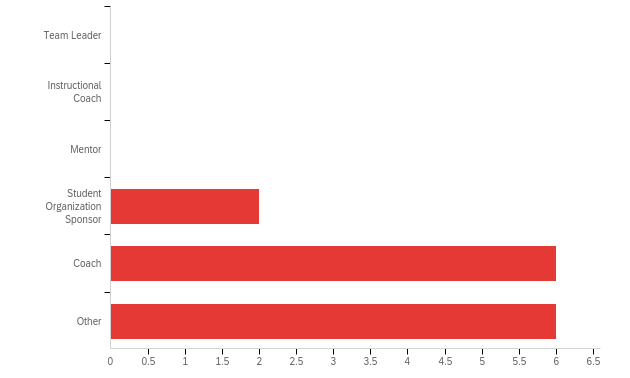 Team Leader
Instructional
Coach
Mentor
Student
Organization
Sponsor
Coach
Other
0 0.5 1 1.5 2 2.5 3 3.5 4 4.5 5 5.5 6 6.5